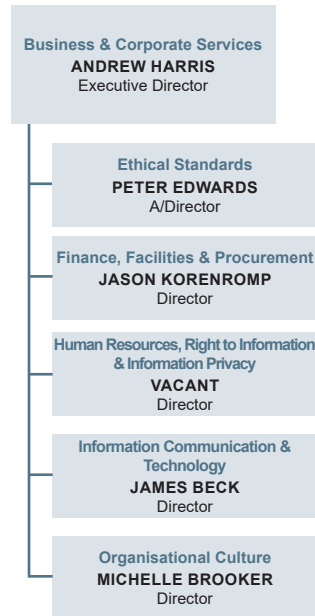 Business & Corporate Services
ANDREW HARRIS
Executive Director
Ethical Standards
PETER EDWARDS
A/Director
Finance, Facilities & Procurement
JASON KORENROMP
Director
Human Resources, Right to Information
& Information Privacy
VACANT
Director
Information Communication &
Technology
JAMES BECK
Director
Organisational Culture
MICHELLE BROOKER
Director